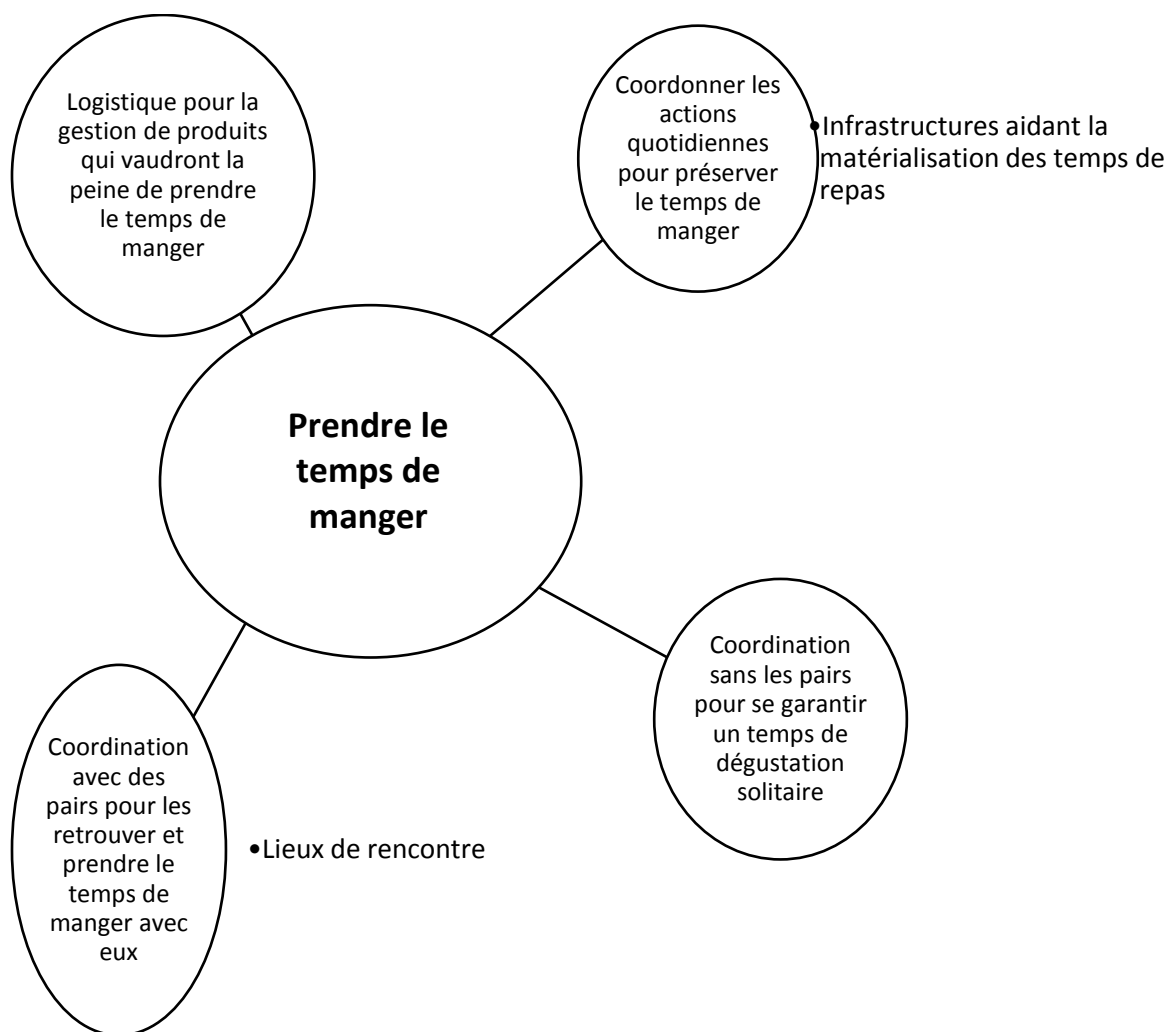 Logistique pour la
gestion de produits
qui vaudront la
peine de prendre
le temps de
manger
Coordonner les
actions
quotidiennes
pour préserver
le temps de
manger
•Infrastructures aidant la
matérialisation des temps de
repas
Prendre le
temps de
manger
Coordination
sans les pairs
pour se garantir
un temps de
dégustation
solitaire
Coordination
avec des
pairs pour les
retrouver et
prendre le
temps de
manger avec
eux
•Lieux de rencontre